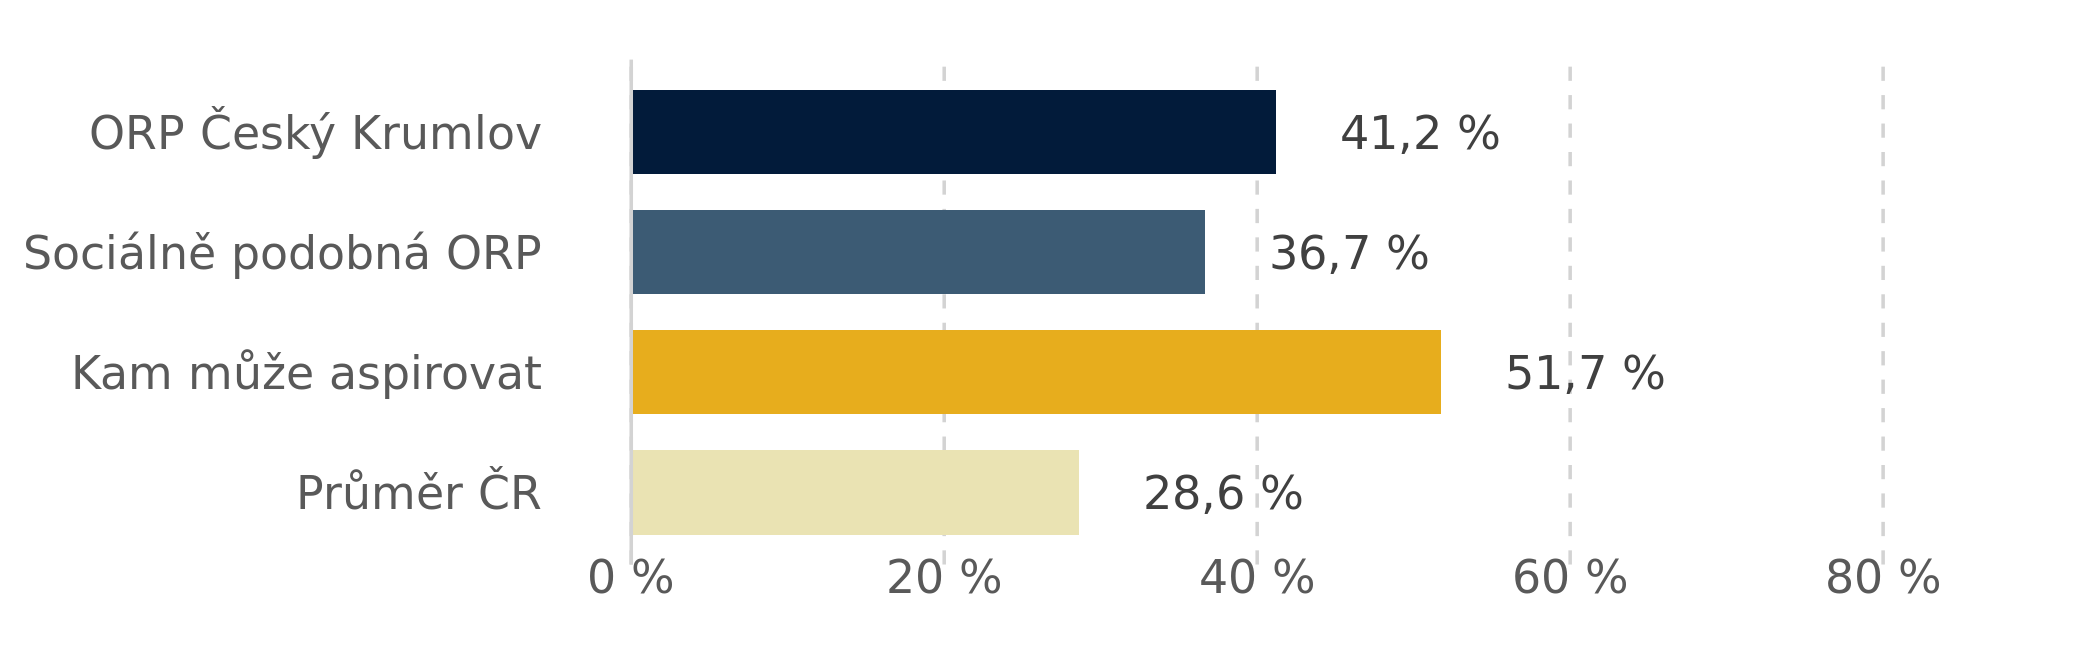 ORP Český Krumlov 41,2 %
Sociálně podobná ORP 36,7 %
Kam může aspirovat 51,7 %
Průměr ČR 28,6 %
0 % 20 % 40 % 60 % 80 %